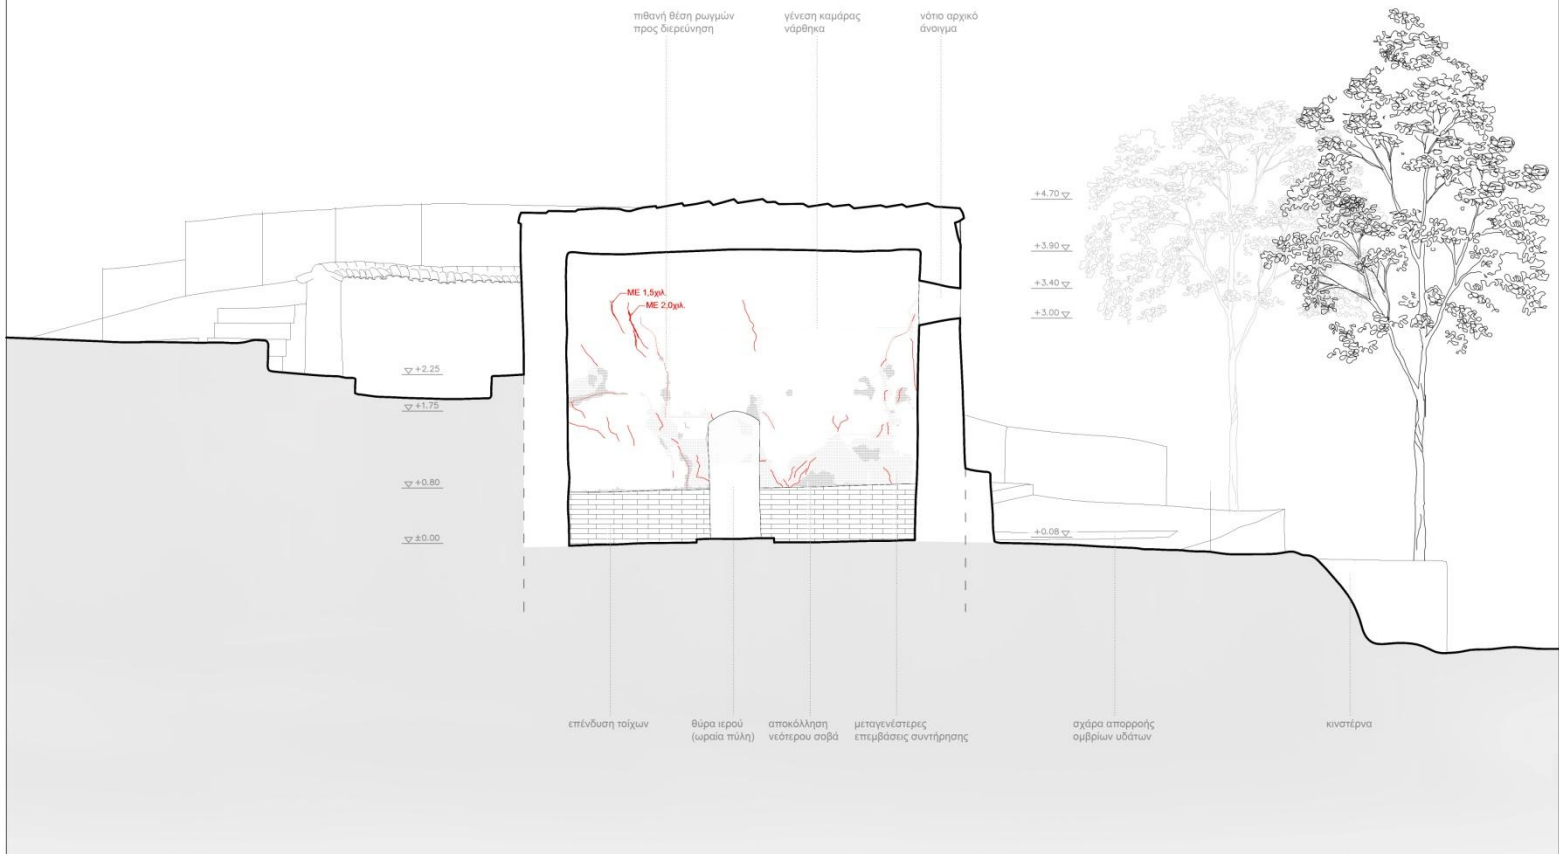 πιθανή θέση ρωγμών
προς διερεύνηση
γένεση καμάρας
νάρθηκα
νότιο αρχικό
άνοιγμα
+4.70
+3.90
+3.40
+3.00
ΜΕ 1,5χιλ.
ΜΕ 2,0χιλ.
+2.25
+1.75
+0.80
±0.00
+0.08
επένδυση τοίχων
θύρα ιερού
(ωραία πύλη)
αποκόλληση
νεότερου σοβά
μεταγενέστερες
επεμβάσεις συντήρησης
σχάρα απορροής
ομβρίων υδάτων
κινστέρνα